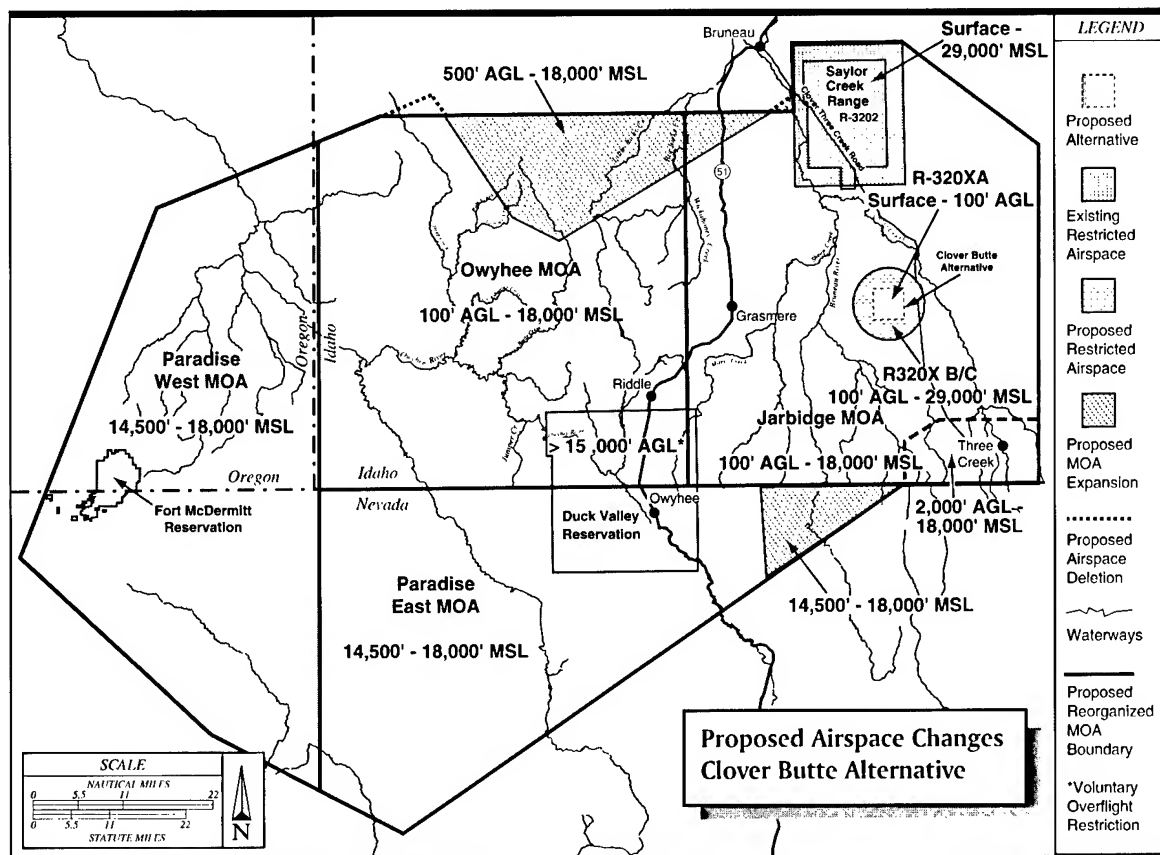 Bruneau
Surface -
29,000' MSL
500' AGL - 18,000' MSL
Saylor
Creek
Range
R-3202
Clover Three Creek Road
51
R-320XA
Surface - 100' AGL
Clover Butte
Alternative
Owyhee MOA
100' AGL - 18,000' MSL
Bruneau River
Grasmere
Oregon
Idaho
Paradise
West MOA
14,500' - 18,000' MSL
Riddle
R320X B/C
100' AGL - 29,000' MSL
Jarbidge MOA
100' AGL - 18,000' MSL
Three
Creek
> 15,000' AGL*
Oregon
Idaho
Nevada
Fort McDermitt
Reservation
Owyhee
Duck Valley
Reservation
2,000' AGL-
18,000' MSL
14,500' - 18,000' MSL
Paradise
East MOA
14,500' - 18,000' MSL
Proposed Airspace Changes
Clover Butte Alternative
SCALE
NAUTICAL MILES
0 5.5 11 22
0 5.5 11 22
STATUTE MILES
N
LEGEND
Proposed
Alternative
Existing
Restricted
Airspace
Proposed
Restricted
Airspace
Proposed
MOA
Expansion
Proposed
Airspace
Deletion
Waterways
Proposed
Reorganized
MOA
Boundary
*Voluntary
Overflight
Restriction